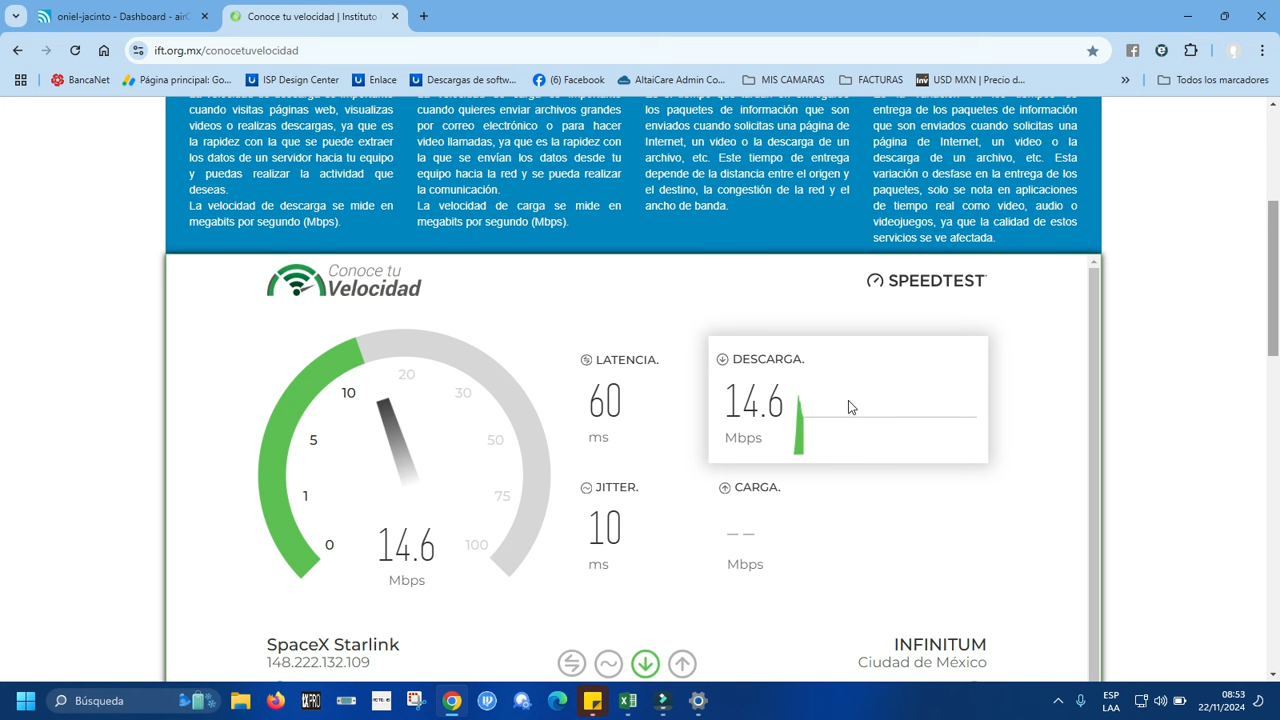 oniel-jacinto - Dashboard - airC
Conoce tu velocidad | Instituto
ift.org.mx/conocetuvelocidad
BancaNet
Página principal: Go...
ISP Design Center
Enlace
Descargas de softw...
(6) Facebook
AltaiCare Admin Co...
MIS CAMARAS
FACTURAS
Inv
USD MXN | Precio d...
Todos los marcadores
cuando visitas páginas web, visualizas
videos o realizas descargas, ya que es
la rapidez con la que se puede extraer
los datos de un servidor hacia tu equipo
y puedas realizar la actividad que
deseas.
La velocidad de descarga se mide en
megabits por segundo (Mbps).
cuando quieres enviar archivos grandes
por correo electrónico o para hacer
video llamadas, ya que es la rapidez con
la que se envían los datos desde tu
equipo hacia la red y se pueda realizar
la comunicación.
La velocidad de carga se mide en
megabits por segundo (Mbps).
los paquetes de información que son
enviados cuando solicitas una página de
Internet, un video o la descarga de un
archivo, etc. Este tiempo de entrega
depende de la distancia entre el origen y
el destino, la congestión de la red y el
ancho de banda.
entrega de los paquetes de información
que son enviados cuando solicitas una
página de Internet, un video o la
descarga de un archivo, etc. Esta
variación o desfase en la entrega de los
paquetes, solo se nota en aplicaciones
de tiempo real como video, audio o
videojuegos, ya que la calidad de estos
servicios se ve afectada.
Conoce tu
Velocidad
SPEEDTEST
0
1
5
10
20
30
50
75
100
14.6
Mbps
LATENCIA.
60
ms
DESCARGA.
14.6
Mbps
JITTER.
10
ms
CARGA.
– –
Mbps
SpaceX Starlink
148.222.132.109
INFINITUM
Ciudad de México
Búsqueda
ESP
LAA
08:53
22/11/2024